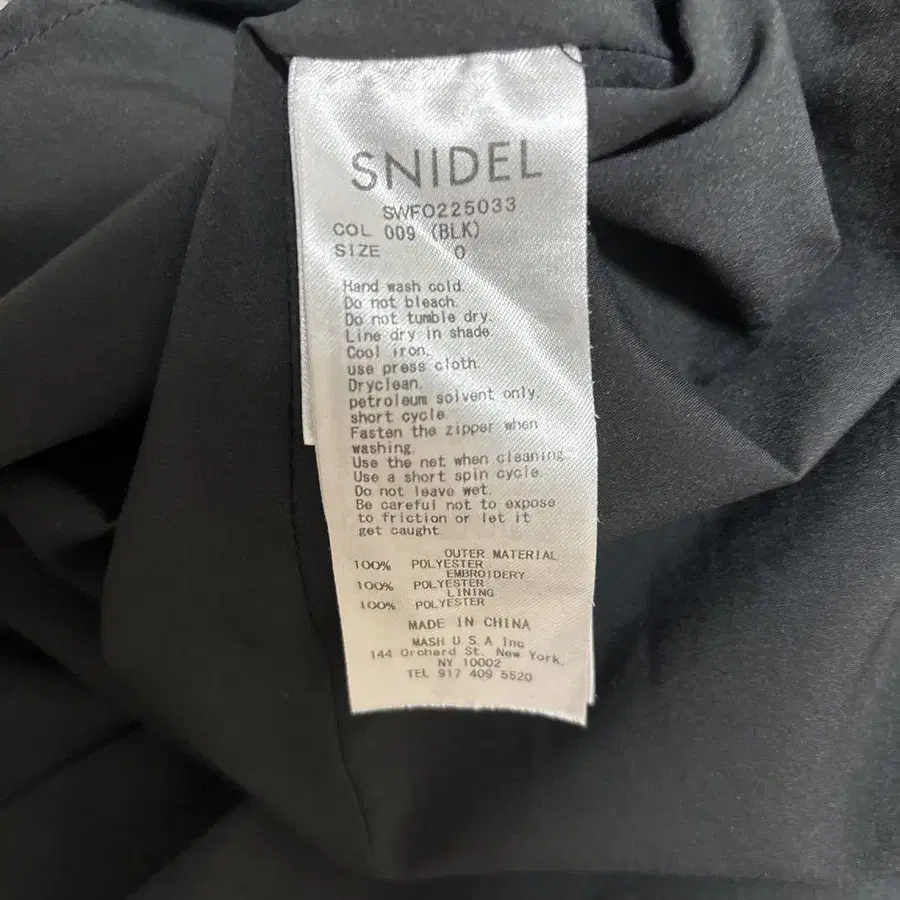 SNIDEL
SWFO225033
COL 009 (BLK)
SIZE 0
Hand wash cold.
Do not bleach.
Do not tumble dry.
Line dry in shade.
Cool iron.
use press cloth.
Dryclean.
petroleum solvent only.
short cycle.
Fasten the zipper when
washing.
Use the net when cleaning.
Use a short spin cycle.
Do not leave wet.
Be careful not to expose
to friction or let it
get caught.
OUTER MATERIAL
100% POLYESTER
EMBROIDERY
100% POLYESTER
LINING
100% POLYESTER
MADE IN CHINA
MASH U.S.A Inc
144 Orchard St. New York,
NY 10002
TEL 917 409 5520